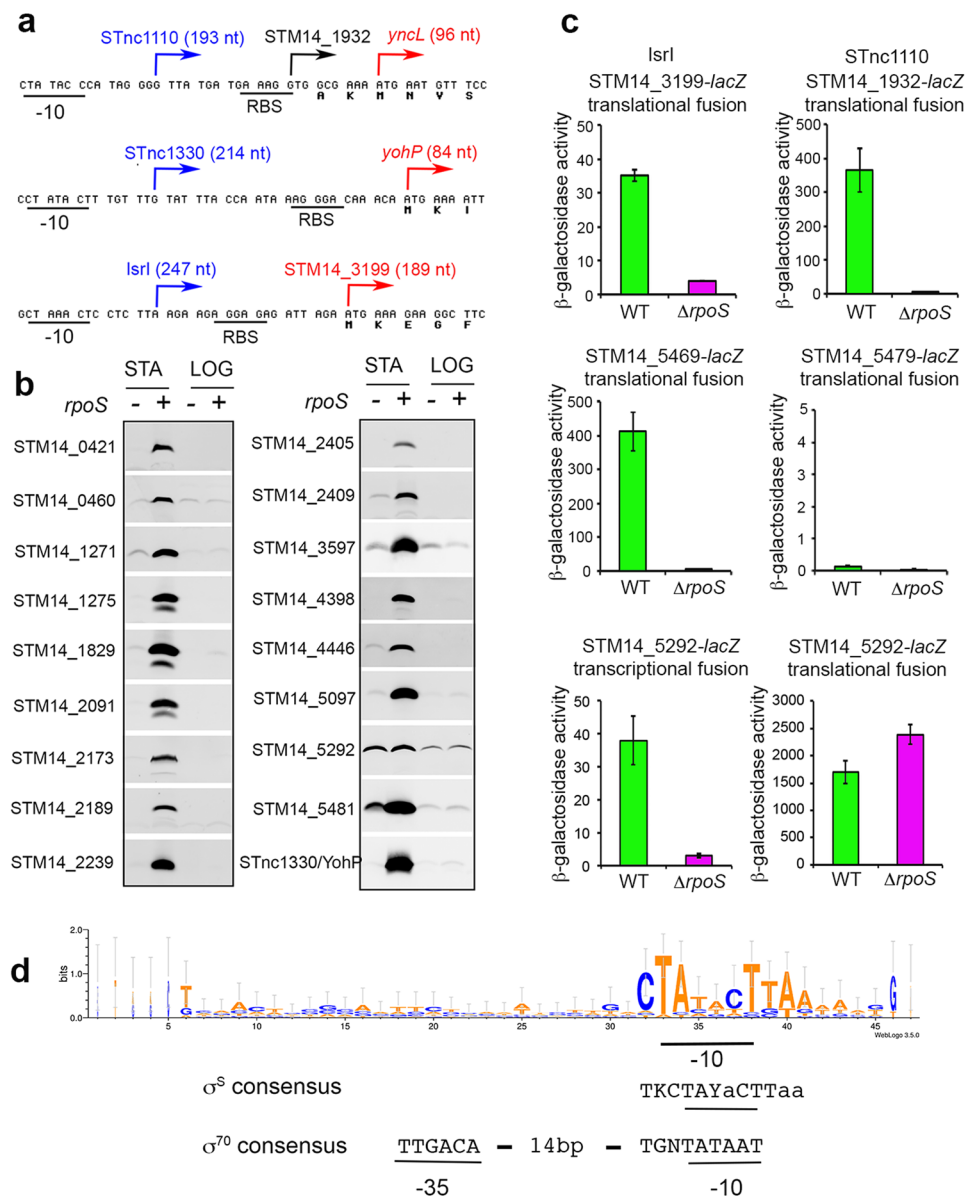 a
STnc1110 (193 nt) STM14_1932 yncL (96 nt)
CTA TAC CCA TAG GGG TTA TGA TGA AAG GTG GCG AAA ATG AAT GTT TCC
-10 RBS A K M N V S
STnc1330 (214 nt) yohP (84 nt)
CCT ATA CTT TGT TTG TAT TTA CCA ATA AAG GGA CAA ACA ATG AAA ATT
-10 RBS M K I
IsrI (247 nt) STM14_3199 (189 nt)
GCT AAA CTC CTC TTA AGA GAG AGG GAG GAG ATT AGA ATG AAA GAA GGC TTC
-10 RBS M K E G F
b
STA LOG
rpoS - + - +
STM14_0421
STM14_0460
STM14_1271
STM14_1275
STM14_1829
STM14_2091
STM14_2173
STM14_2189
STM14_2239
STA LOG
rpoS - + - +
STM14_2405
STM14_2409
STM14_3597
STM14_4398
STM14_4446
STM14_5097
STM14_5292
STM14_5481
STnc1330/YohP
c
IsrI
STM14_3199-lacZ
translational fusion
β-galactosidase activity
40
30
20
10
0
WT ΔrpoS
STnc1110
STM14_1932-lacZ
translational fusion
β-galactosidase activity
500
400
300
200
100
0
WT ΔrpoS
STM14_5469-lacZ
translational fusion
β-galactosidase activity
500
400
300
200
100
0
WT ΔrpoS
STM14_5479-lacZ
translational fusion
β-galactosidase activity
5
4
3
2
1
0
WT ΔrpoS
STM14_5292-lacZ
transcriptional fusion
β-galactosidase activity
50
40
30
20
10
0
WT ΔrpoS
STM14_5292-lacZ
translational fusion
β-galactosidase activity
3000
2500
2000
1500
1000
500
0
WT ΔrpoS
d
bits
2.0
1.0
0.0
5 10 15 20 25 30 35 40 45
WebLogo 3.5.0
-10
σS consensus TKCTAYaCTTaa
σ70 consensus TTGACA – 14bp – TGNTATAAT
-35 -10